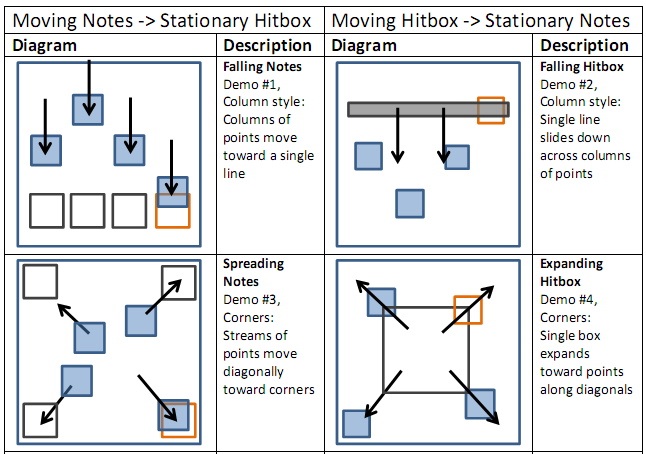 Moving Notes -> Stationary Hitbox
Moving Hitbox -> Stationary Notes
Diagram
Description
Diagram
Description
Falling Notes
Demo #1,
Column style:
Columns of
points move
toward a single
line
Falling Hitbox
Demo #2,
Column style:
Single line
slides down
across columns
of points
Spreading
Notes
Demo #3,
Corners:
Streams of
points move
diagonally
toward corners
Expanding
Hitbox
Demo #4,
Corners:
Single box
expands
toward points
along diagonals